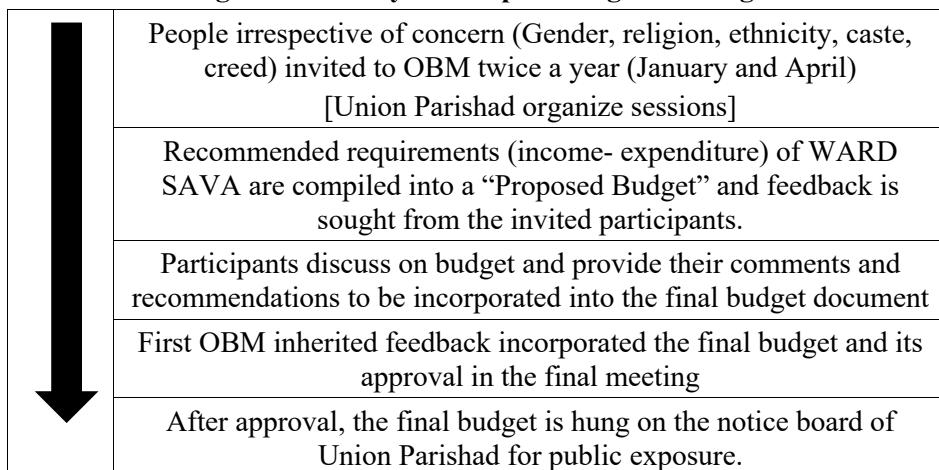 People irrespective of concern (Gender, religion, ethnicity, caste,
creed) invited to OBM twice a year (January and April)
[Union Parishad organize sessions]
Recommended requirements (income- expenditure) of WARD
SAVA are compiled into a “Proposed Budget” and feedback is
sought from the invited participants.
Participants discuss on budget and provide their comments and
recommendations to be incorporated into the final budget document
First OBM inherited feedback incorporated the final budget and its
approval in the final meeting
After approval, the final budget is hung on the notice board of
Union Parishad for public exposure.